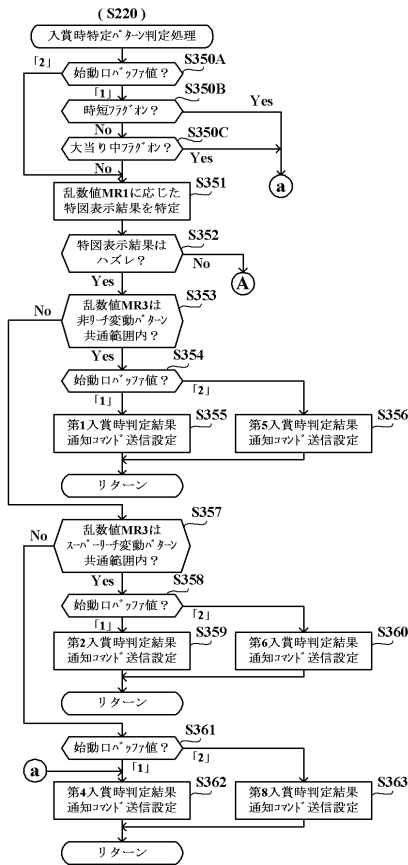 ( S220 )
入賞時特定ﾊﾟﾀｰﾝ判定処理
始動口ﾊﾞｯﾌｧ値？
S350A
「2」
「1」
S350B
時短ﾌﾗｸﾞｵﾝ？
Yes
No
S350C
大当り中ﾌﾗｸﾞｵﾝ？
Yes
No
a
S351
乱数値MR1に応じた
特図表示結果を特定
S352
特図表示結果は
ハズレ？
No
A
Yes
S353
No
乱数値MR3は
非ﾘｰﾁ変動ﾊﾟﾀｰﾝ
共通範囲内？
Yes
S354
始動口ﾊﾞｯﾌｧ値？
「2」
「1」
S355
S356
第1入賞時判定結果
通知ｺﾏﾝﾄﾞ送信設定
第5入賞時判定結果
通知ｺﾏﾝﾄﾞ送信設定
リターン
S357
No
乱数値MR3は
ｽｰﾊﾟｰﾘｰﾁ変動ﾊﾟﾀｰﾝ
共通範囲内？
Yes
S358
始動口ﾊﾞｯﾌｧ値？
「2」
「1」
S359
S360
第2入賞時判定結果
通知ｺﾏﾝﾄﾞ送信設定
第6入賞時判定結果
通知ｺﾏﾝﾄﾞ送信設定
リターン
S361
始動口ﾊﾞｯﾌｧ値？
「2」
a
「1」
S362
S363
第4入賞時判定結果
通知ｺﾏﾝﾄﾞ送信設定
第8入賞時判定結果
通知ｺﾏﾝﾄﾞ送信設定
リターン